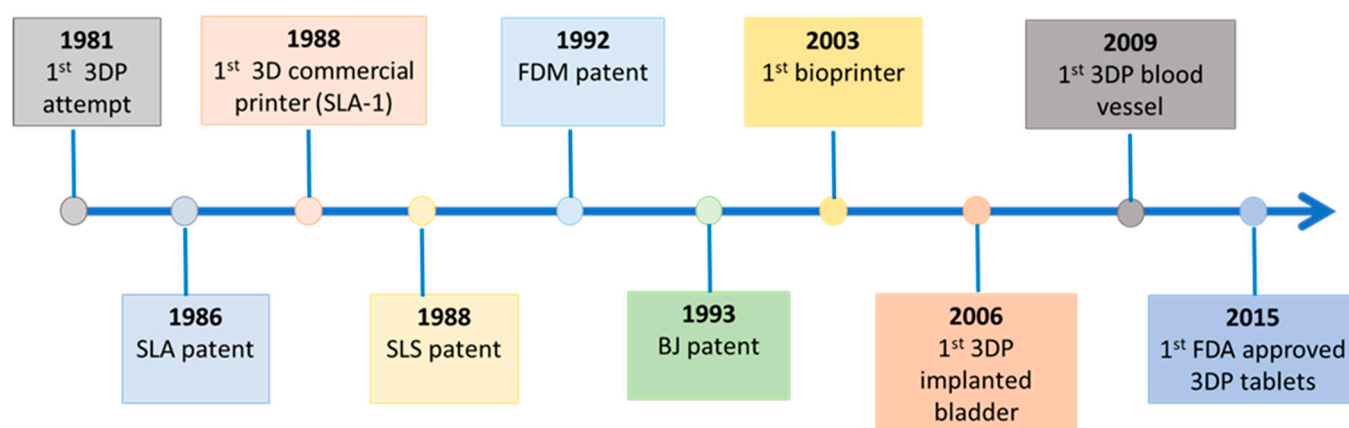 1981
1st 3DP
attempt
1988
1st 3D commercial
printer (SLA-1)
1992
FDM patent
2003
1st bioprinter
2009
1st 3DP blood
vessel
1986
SLA patent
1988
SLS patent
1993
BJ patent
2006
1st 3DP
implanted
bladder
2015
1st FDA approved
3DP tablets